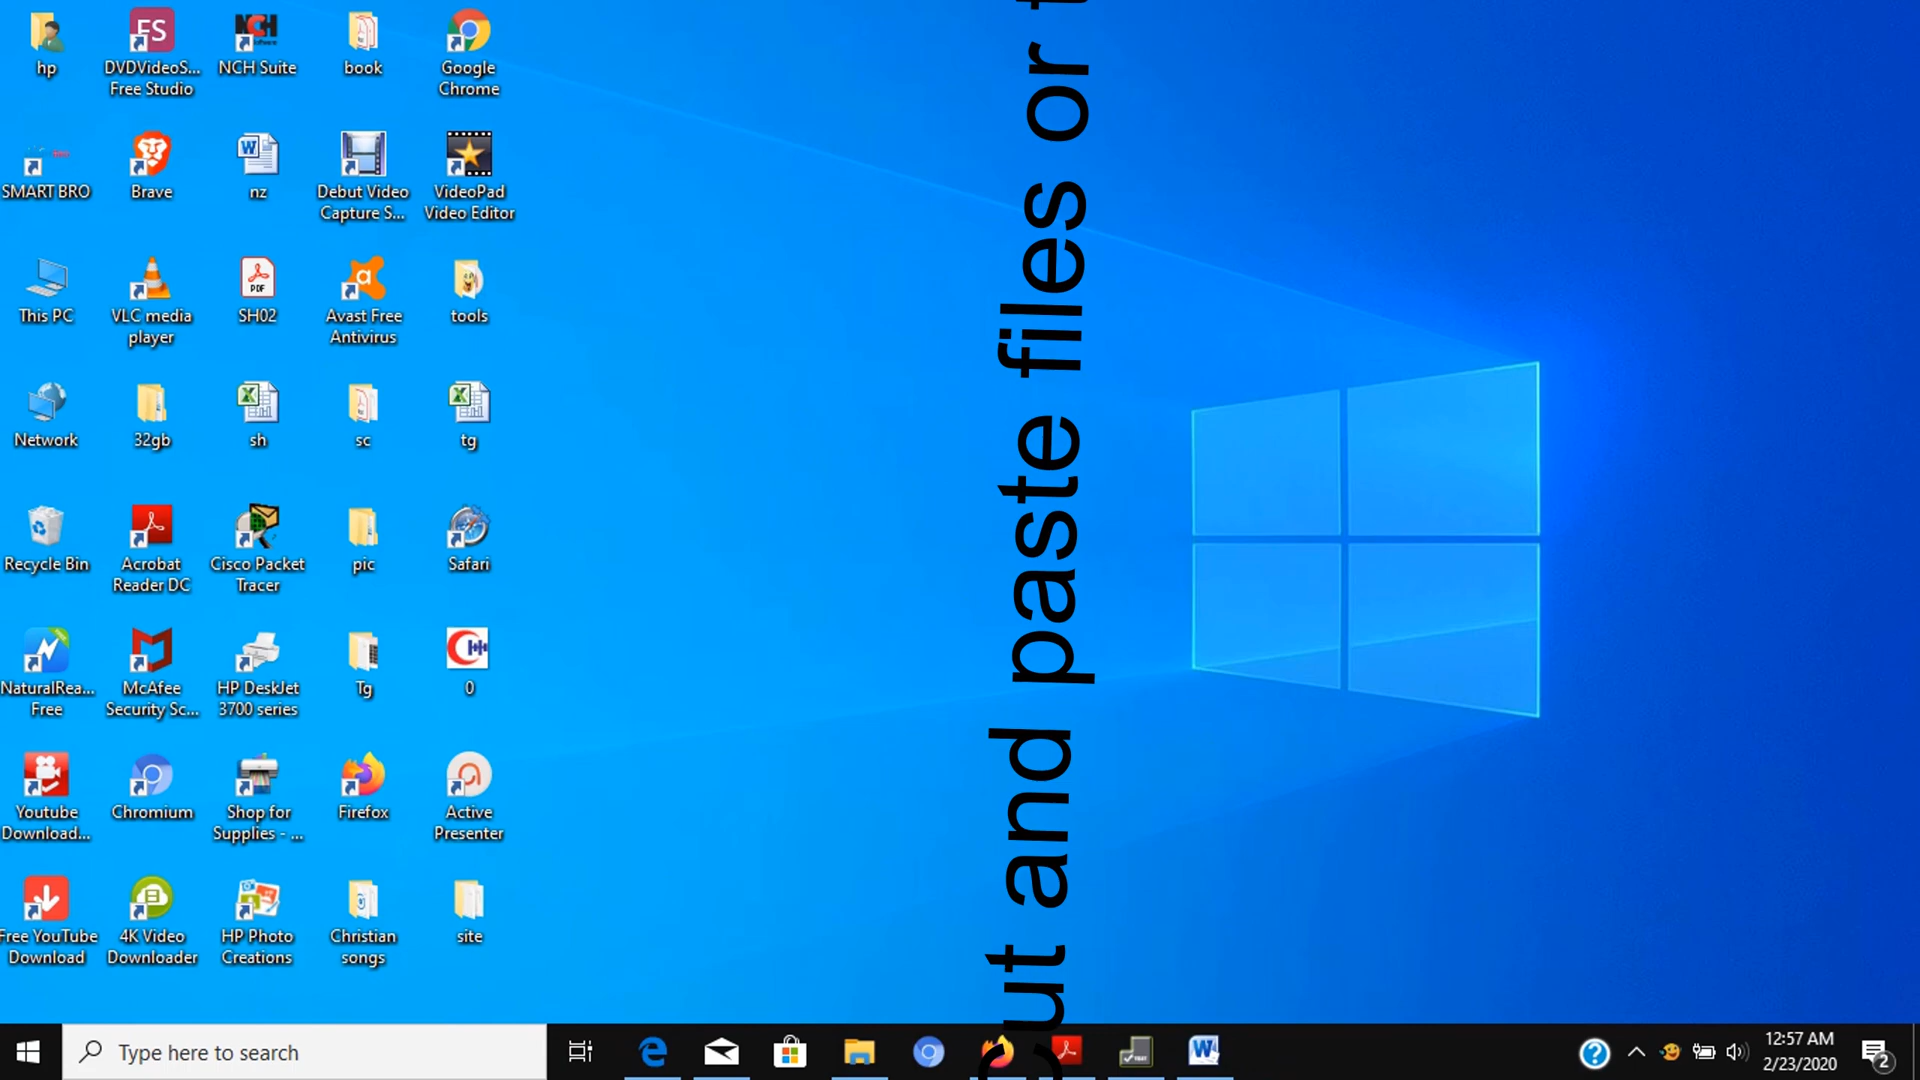 hp
DVDVideoS...
Free Studio
NCH Suite
book
Google
Chrome
SMART BRO
Brave
nz
Debut Video
Capture S...
VideoPad
Video Editor
This PC
VLC media
player
SH02
Avast Free
Antivirus
tools
Network
32gb
sh
sc
tg
Recycle Bin
Acrobat
Reader DC
Cisco Packet
Tracer
pic
Safari
NaturalRea...
Free
McAfee
Security Sc...
HP DeskJet
3700 series
Tg
0
Youtube
Download...
Chromium
Shop for
Supplies - ...
Firefox
Active
Presenter
Free YouTube
Download
4K Video
Downloader
HP Photo
Creations
Christian
songs
site
cut and paste files or t
Type here to search
12:57 AM
2/23/2020
2